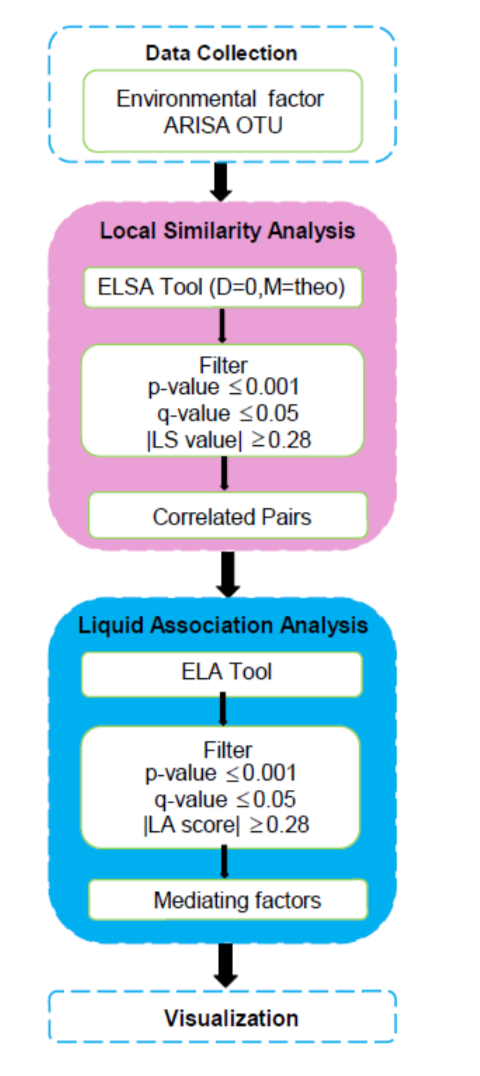 Data Collection
Environmental factor
ARISA OTU
Local Similarity Analysis
ELSA Tool (D=0,M=theo)
Filter
p-value ≤0.001
q-value ≤0.05
|LS value| ≥0.28
Correlated Pairs
Liquid Association Analysis
ELA Tool
Filter
p-value ≤0.001
q-value ≤0.05
|LA score| ≥0.28
Mediating factors
Visualization